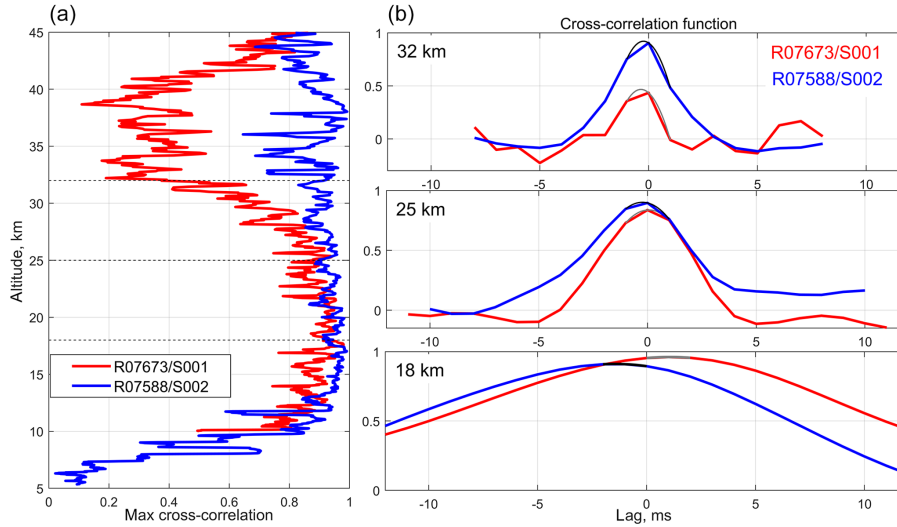 (a)
45
40
35
30
25
20
15
10
5
Altitude, km
R07673/S001
R07588/S002
0
0.2
0.4
0.6
0.8
1
Max cross-correlation
(b)
Cross-correlation function
1
0.5
0
32 km
R07673/S001
R07588/S002
-10
-5
0
5
10
1
0.5
0
25 km
-10
-5
0
5
10
1
0.5
18 km
-10
-5
0
5
10
Lag, ms